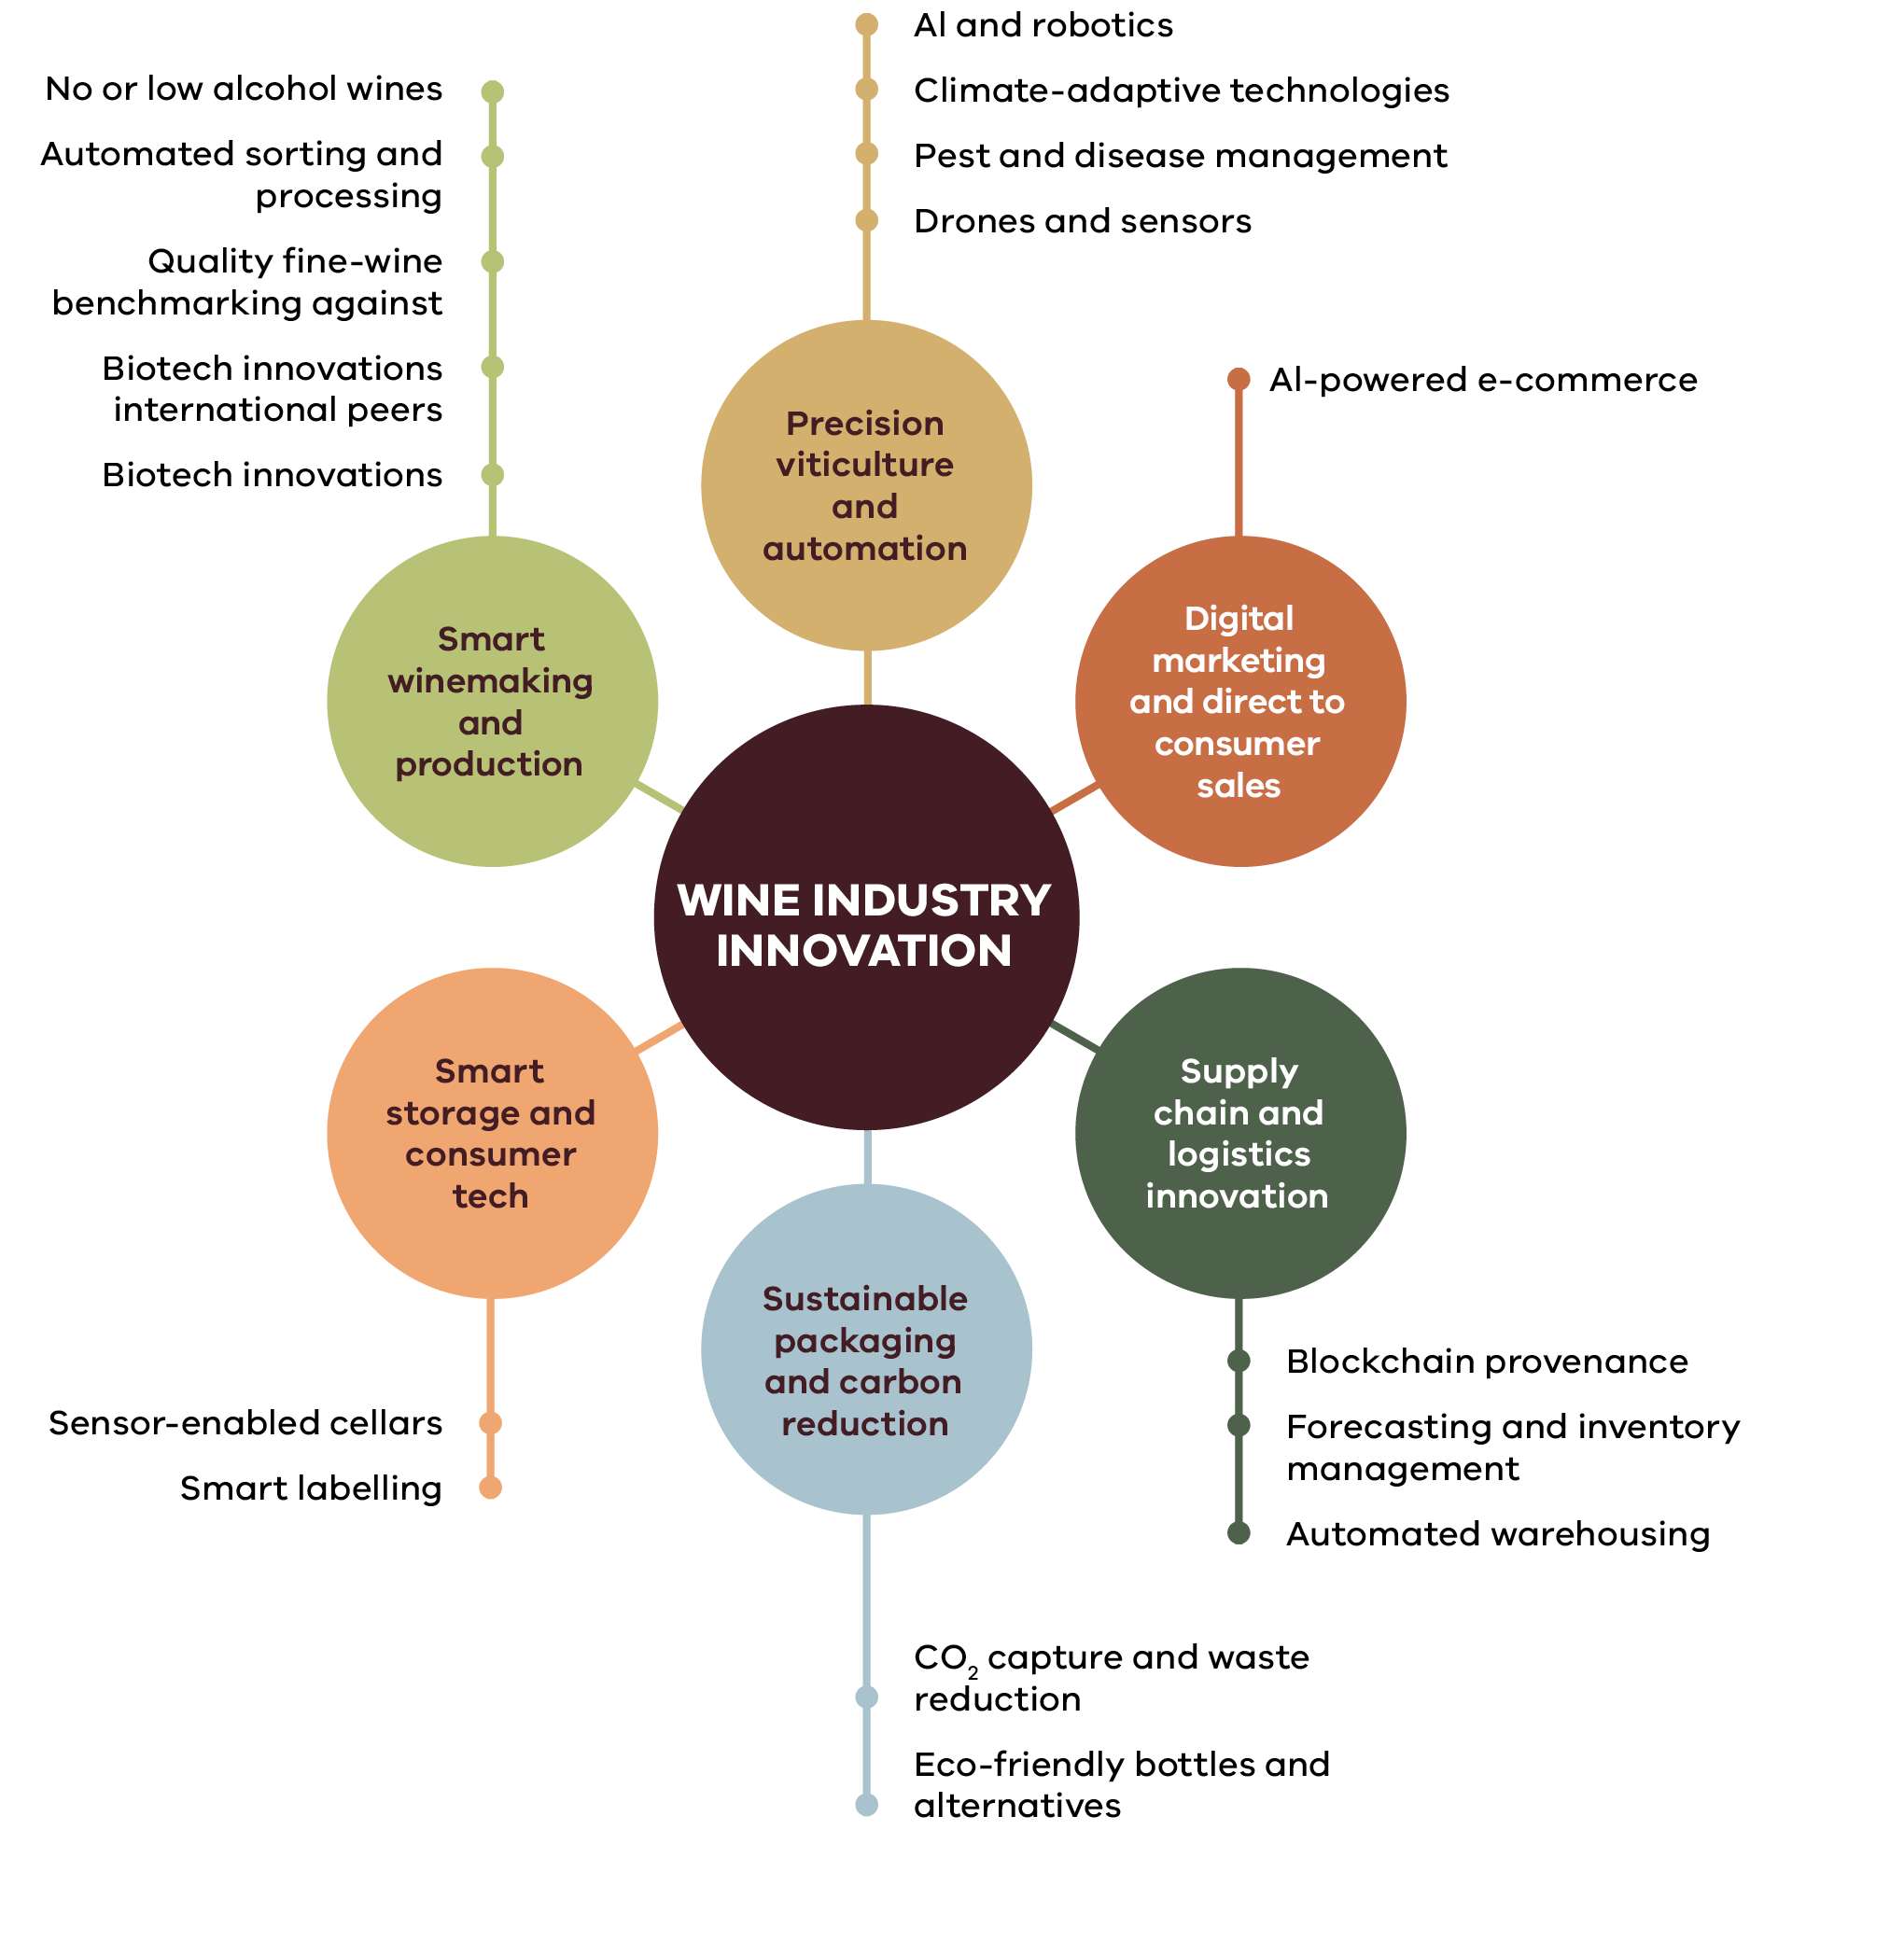 AI and robotics
Climate-adaptive technologies
Pest and disease management
Drones and sensors
No or low alcohol wines
Automated sorting and
processing
Quality fine-wine
benchmarking against
Biotech innovations
international peers
Biotech innovations
AI-powered e-commerce
Precision
viticulture
and
automation
Smart
winemaking
and
production
Digital
marketing
and direct to
consumer
sales
WINE INDUSTRY
INNOVATION
Smart
storage and
consumer
tech
Supply
chain and
logistics
innovation
Sustainable
packaging
and carbon
reduction
Sensor-enabled cellars
Smart labelling
Blockchain provenance
Forecasting and inventory
management
Automated warehousing
CO₂ capture and waste
reduction
Eco-friendly bottles and
alternatives